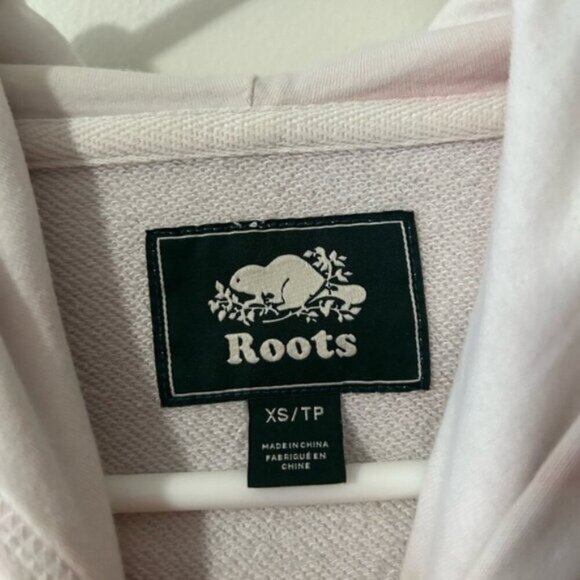 Roots
XS/TP
MADE IN CHINA
FABRIQUÉ EN
CHINE